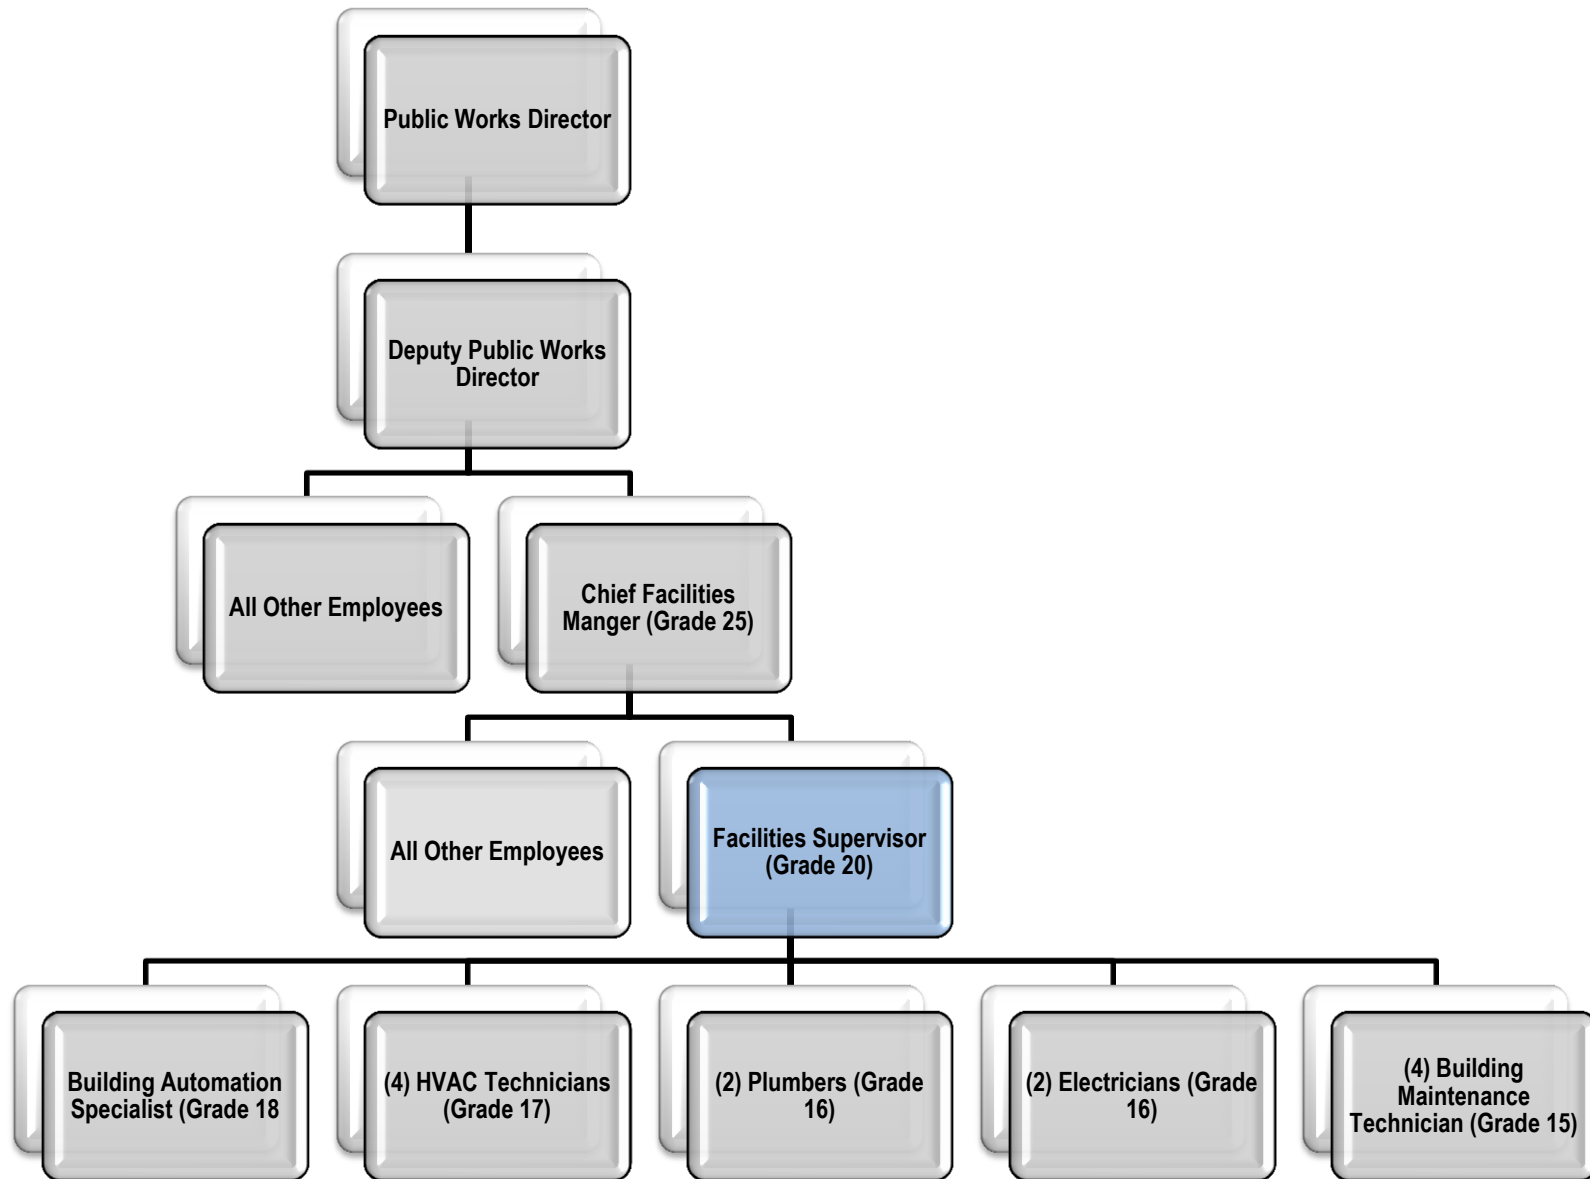 Public Works Director
Deputy Public Works
Director
All Other Employees
Chief Facilities
Manger (Grade 25)
All Other Employees
Facilities Supervisor
(Grade 20)
Building Automation
Specialist (Grade 18
(4) HVAC Technicians
(Grade 17)
(2) Plumbers (Grade
16)
(2) Electricians (Grade
16)
(4) Building
Maintenance
Technician (Grade 15)